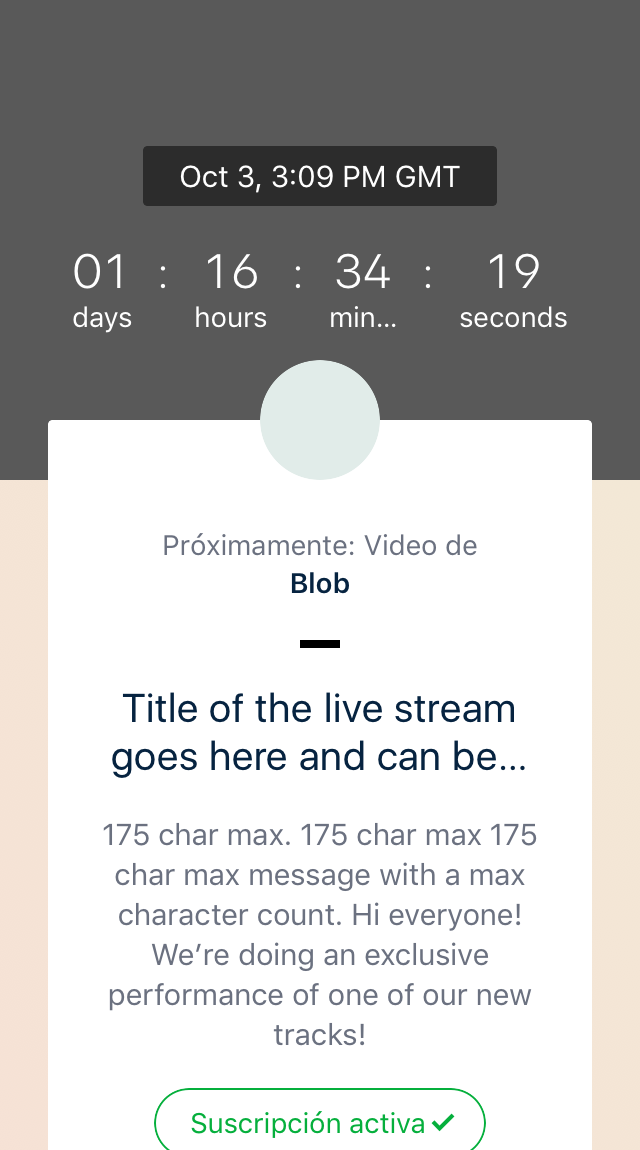 Oct 3, 3:09 PM GMT
01 : 16 : 34 : 19
days hours min... seconds
Próximamente: Video de
Blob
Title of the live stream
goes here and can be...
175 char max. 175 char max 175
char max message with a max
character count. Hi everyone!
We’re doing an exclusive
performance of one of our new
tracks!
Suscripción activa